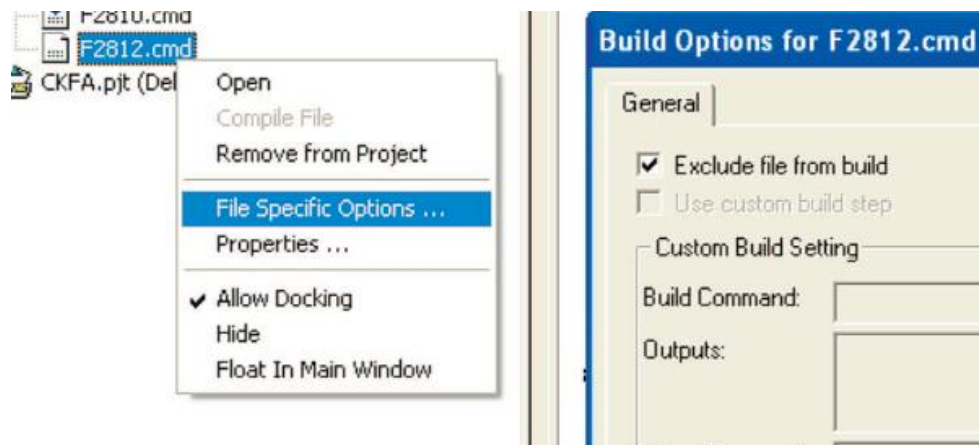 F2810.cmd
F2812.cmd
CKFA.pjt (Del
Open
Compile File
Remove from Project
File Specific Options ...
Properties ...
Allow Docking
Hide
Float In Main Window
Build Options for F2812.cmd
General
Exclude file from build
Use custom build step
Custom Build Setting
Build Command:
Outputs: